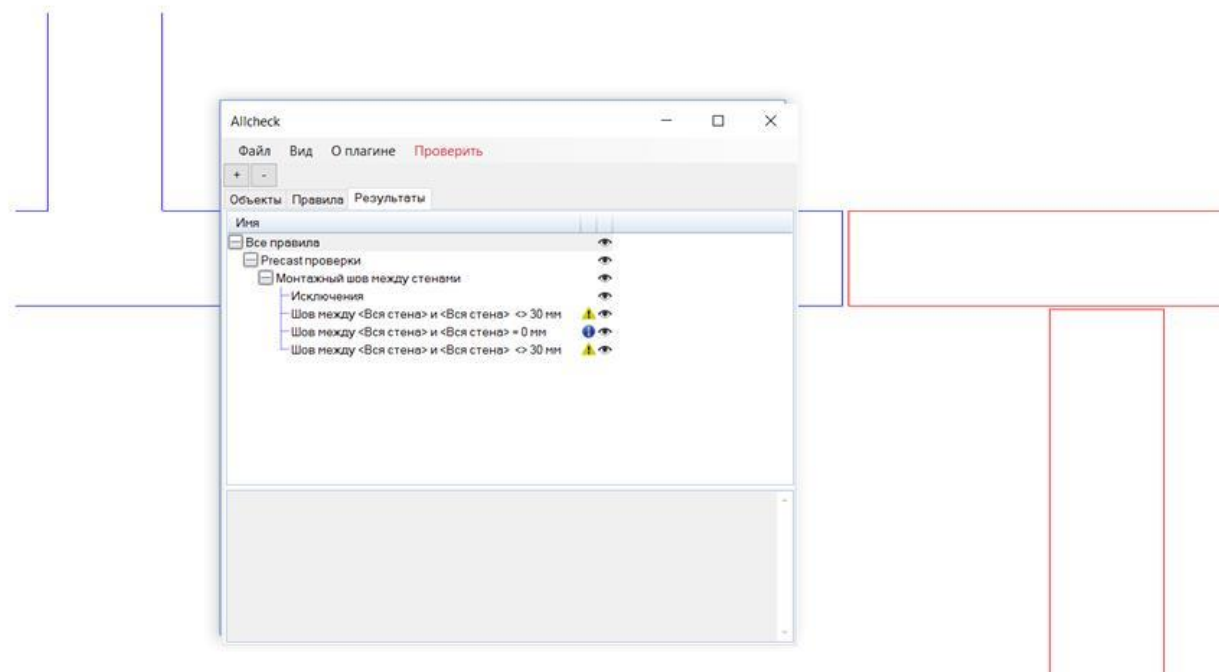 Allcheck
Файл Вид О плагине Проверить
+ -
Объекты Правила Результаты
Имя
Все правила
Precast проверки
Монтажный шов между стенами
Исключения
Шов между <Вся стена> и <Вся стена> <> 30 мм
Шов между <Вся стена> и <Вся стена> = 0 мм
Шов между <Вся стена> и <Вся стена> <> 30 мм